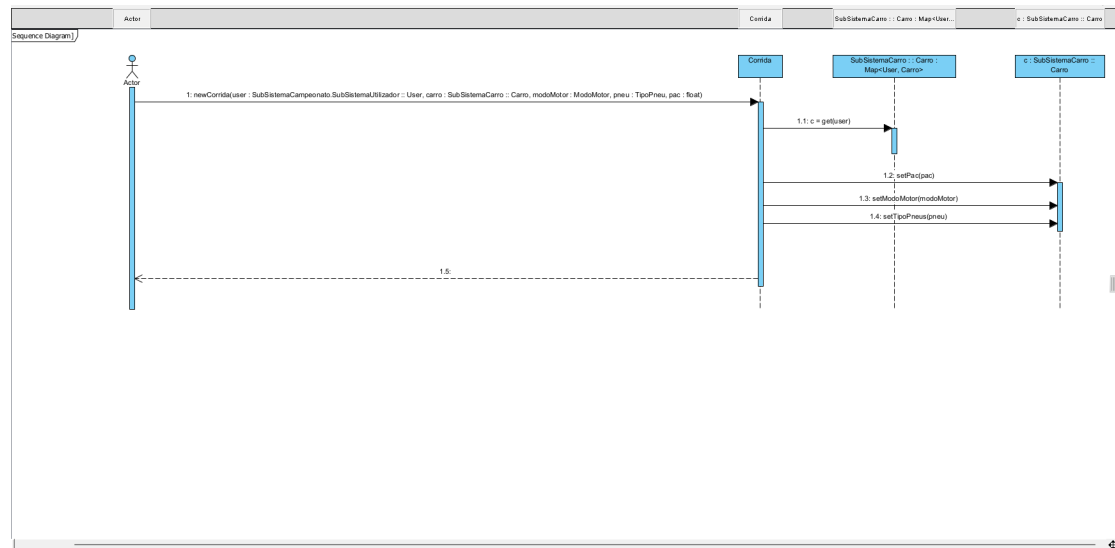 Actor
Corrida
SubSistemaCarro : : Carro : Map<User...
c : SubSistemaCarro :: Carro
Sequence Diagram]
Actor
Corrida
SubSistemaCarro : : Carro :
Map<User, Carro>
c : SubSistemaCarro ::
Carro
1: newCorrida(user : SubSistemaCampeonato.SubSistemaUtilizador :: User, carro : SubSistemaCarro :: Carro, modoMotor : ModoMotor, pneu : TipoPneu, pac : float)
1.1: c = get(user)
1.2: setPac(pac)
1.3: setModoMotor(modoMotor)
1.4: setTipoPneus(pneu)
1.5: